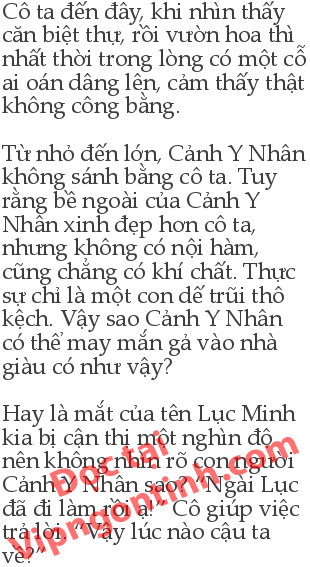 Cô ta đến đây, khi nhìn thấy
căn biệt thự, rồi vườn hoa thì
nhất thời trong lòng có một cỗ
ai oán dâng lên, cảm thấy thật
không công bằng.
Từ nhỏ đến lớn, Cảnh Y Nhân
không sánh bằng cô ta. Tuy
rằng bề ngoài của Cảnh Y
Nhân xinh đẹp hơn cô ta,
nhưng không có nội hàm,
cũng chẳng có khí chất. Thực
sự chỉ là một con dế trũi thô
kệch. Vậy sao Cảnh Y Nhân
có thể may mắn gả vào nhà
giàu có như vậy?
Hay là mắt của tên Lục Minh
kia bị cận thị một nghìn độ
nên không nhìn rõ con người
Cảnh Y Nhân sao? “Ngài Lục
đã đi làm rồi ạ!” Cô giúp việc
trả lời. “Vậy lúc nào cậu ta
về?”
Doc tai
Vipngontinh.com